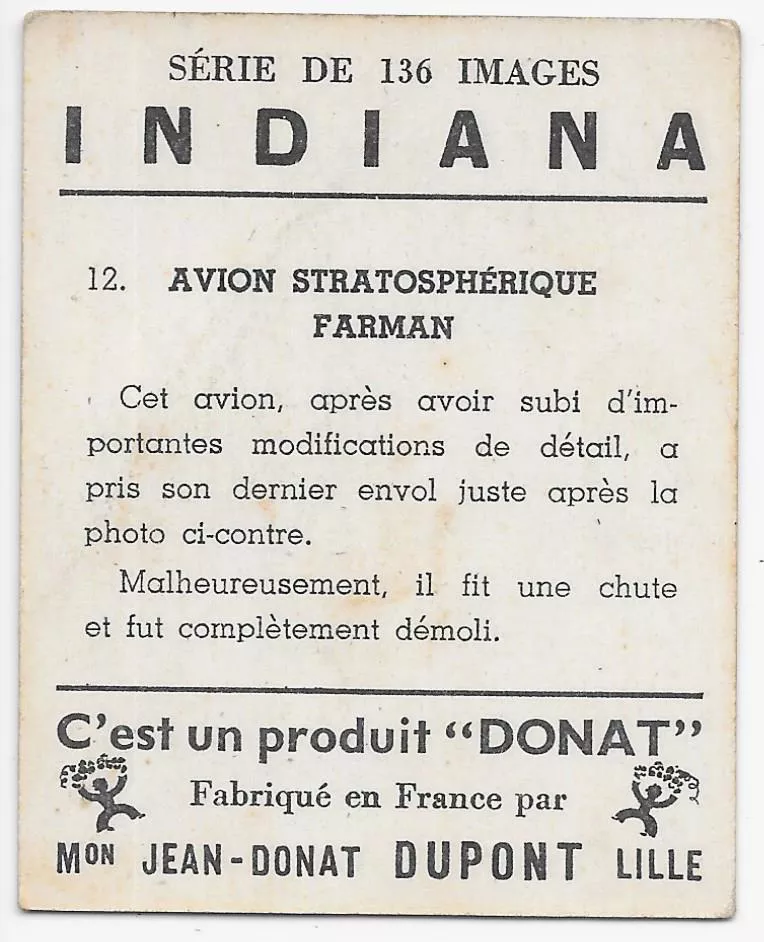 SÉRIE DE 136 IMAGES
INDIANA
12. AVION STRATOSPHÉRIQUE
FARMAN
Cet avion, après avoir subi d'im-
portantes modifications de détail, a
pris son dernier envol juste après la
photo ci-contre.
Malheureusement, il fit une chute
et fut complètement démoli.
C'est un produit “DONAT”
Fabriqué en France par
MON JEAN-DONAT DUPONT LILLE